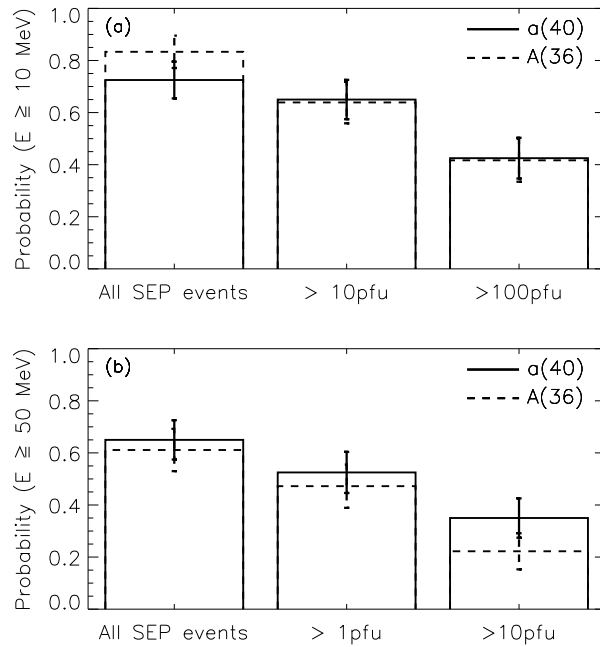 (a)
a(40)
A(36)
Probability (E ≥ 10 MeV)
1.0
0.8
0.6
0.4
0.2
0.0
All SEP events
> 10pfu
>100pfu
(b)
a(40)
A(36)
Probability (E ≥ 50 MeV)
1.0
0.8
0.6
0.4
0.2
0.0
All SEP events
> 1pfu
>10pfu